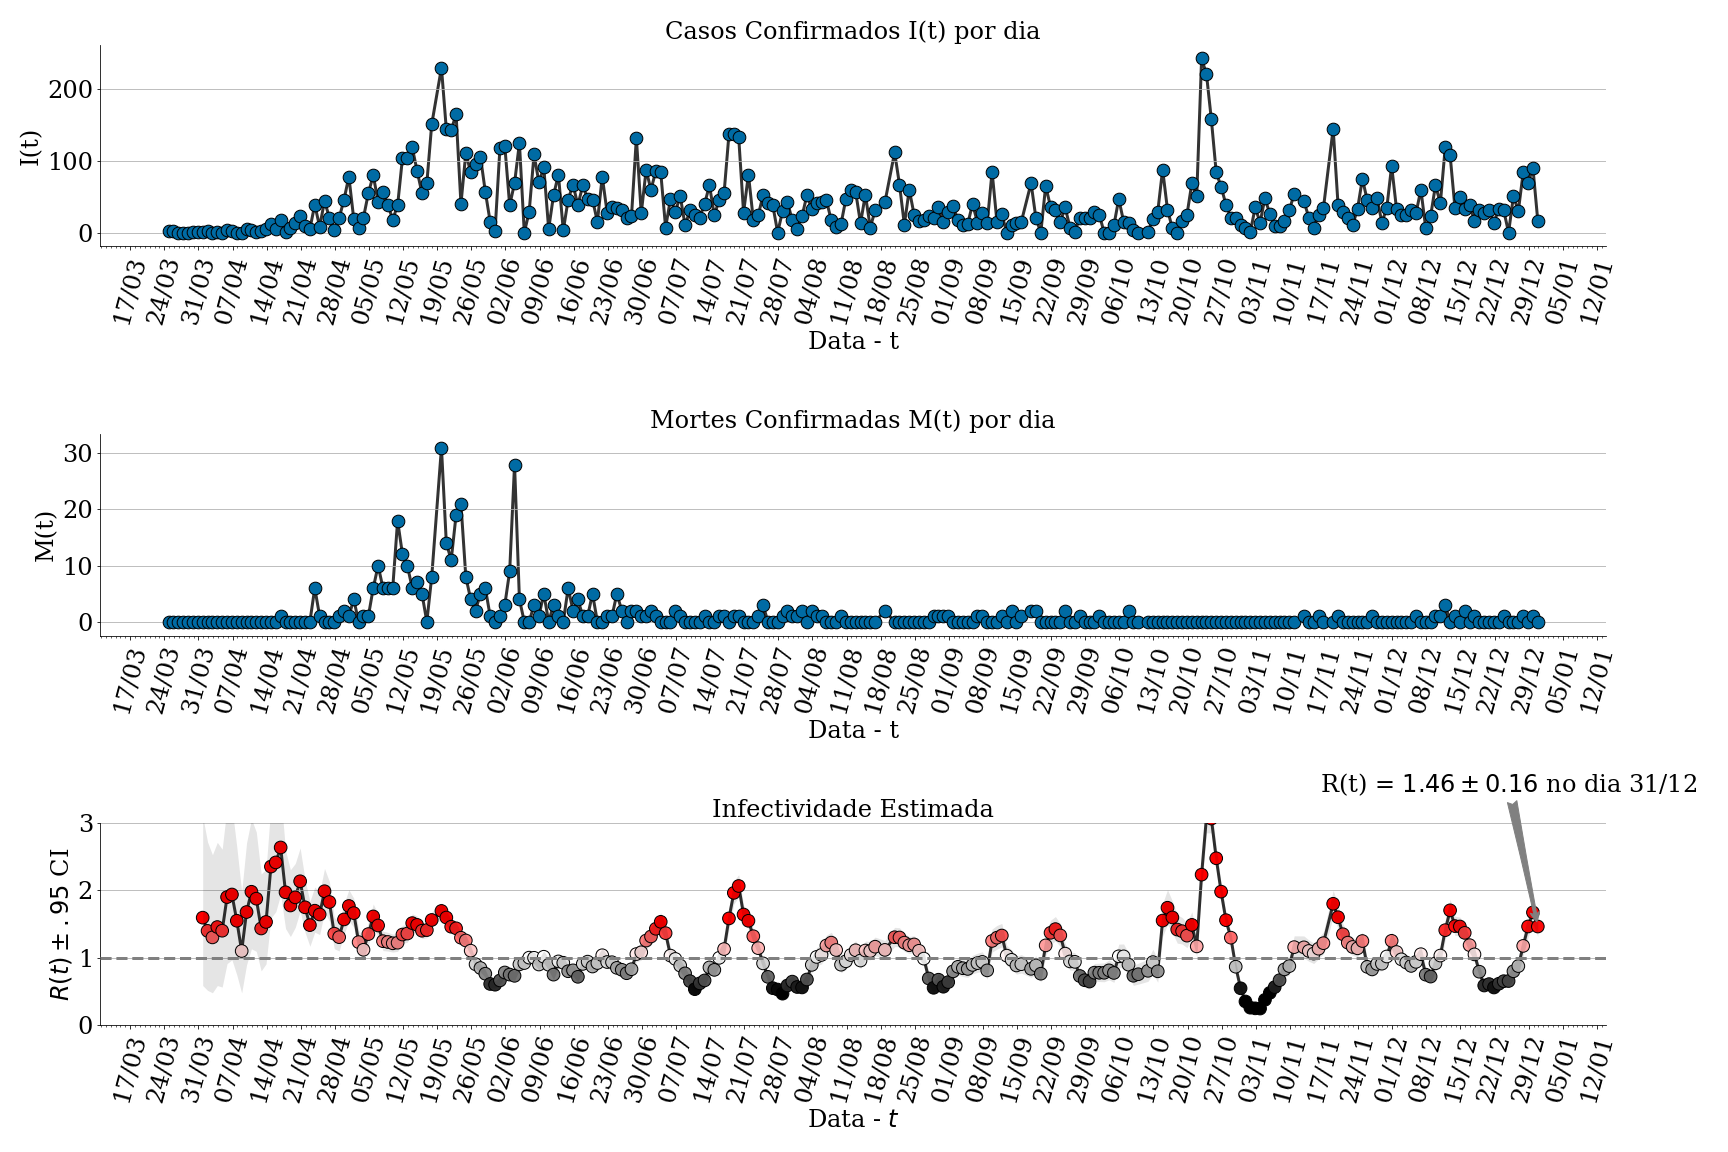 Casos Confirmados I(t) por dia
I(t)
200
100
0
17/03 24/03 31/03 07/04 14/04 21/04 28/04 05/05 12/05 19/05 26/05 02/06 09/06 16/06 23/06 30/06 07/07 14/07 21/07 28/07 04/08 11/08 18/08 25/08 01/09 08/09 15/09 22/09 29/09 06/10 13/10 20/10 27/10 03/11 10/11 17/11 24/11 01/12 08/12 15/12 22/12 29/12 05/01 12/01
Data - t
Mortes Confirmadas M(t) por dia
M(t)
30
20
10
0
17/03 24/03 31/03 07/04 14/04 21/04 28/04 05/05 12/05 19/05 26/05 02/06 09/06 16/06 23/06 30/06 07/07 14/07 21/07 28/07 04/08 11/08 18/08 25/08 01/09 08/09 15/09 22/09 29/09 06/10 13/10 20/10 27/10 03/11 10/11 17/11 24/11 01/12 08/12 15/12 22/12 29/12 05/01 12/01
Data - t
R(t) = 1.46 ± 0.16 no dia 31/12
Infectividade Estimada
R(t) ± .95 CI
3
2
1
0
17/03 24/03 31/03 07/04 14/04 21/04 28/04 05/05 12/05 19/05 26/05 02/06 09/06 16/06 23/06 30/06 07/07 14/07 21/07 28/07 04/08 11/08 18/08 25/08 01/09 08/09 15/09 22/09 29/09 06/10 13/10 20/10 27/10 03/11 10/11 17/11 24/11 01/12 08/12 15/12 22/12 29/12 05/01 12/01
Data - t